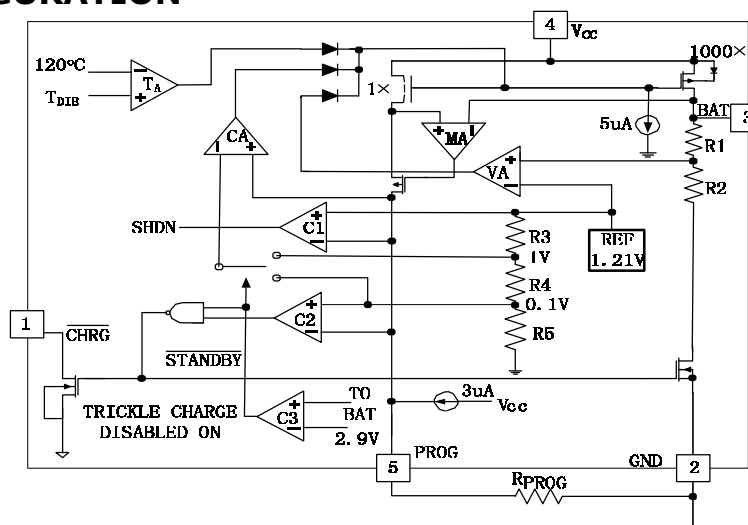 4
VCC
1000×
120°C
TA
TDIE
1×
5uA
BAT
3
CA
MA
R1
VA
R2
SHDN
C1
R3
REF
1.21V
1V
R4
0.1V
C2
R5
1
CHRG
STANDBY
TRICKLE CHARGE
DISABLED ON
C3
TO
BAT
2.9V
3uA
Vcc
5
PROG
GND
2
RPROG